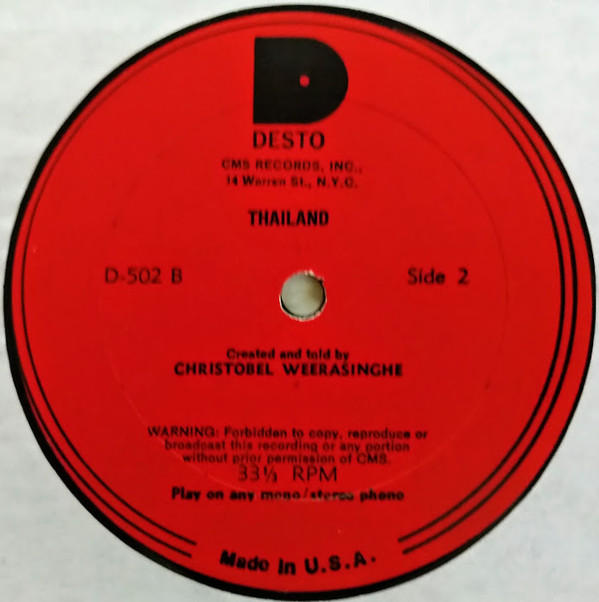 D
DESTO
CMS RECORDS, INC.,
14 Warren St., N.Y.C.
THAILAND
D-502 B
Side 2
Created and told by
CHRISTOBEL WEERASINGHE
WARNING: Forbidden to copy, reproduce or
broadcast this recording or any portion
without prior permission of CMS.
33⅓ RPM
Play on any mono/stereo phono
Made in U.S.A.